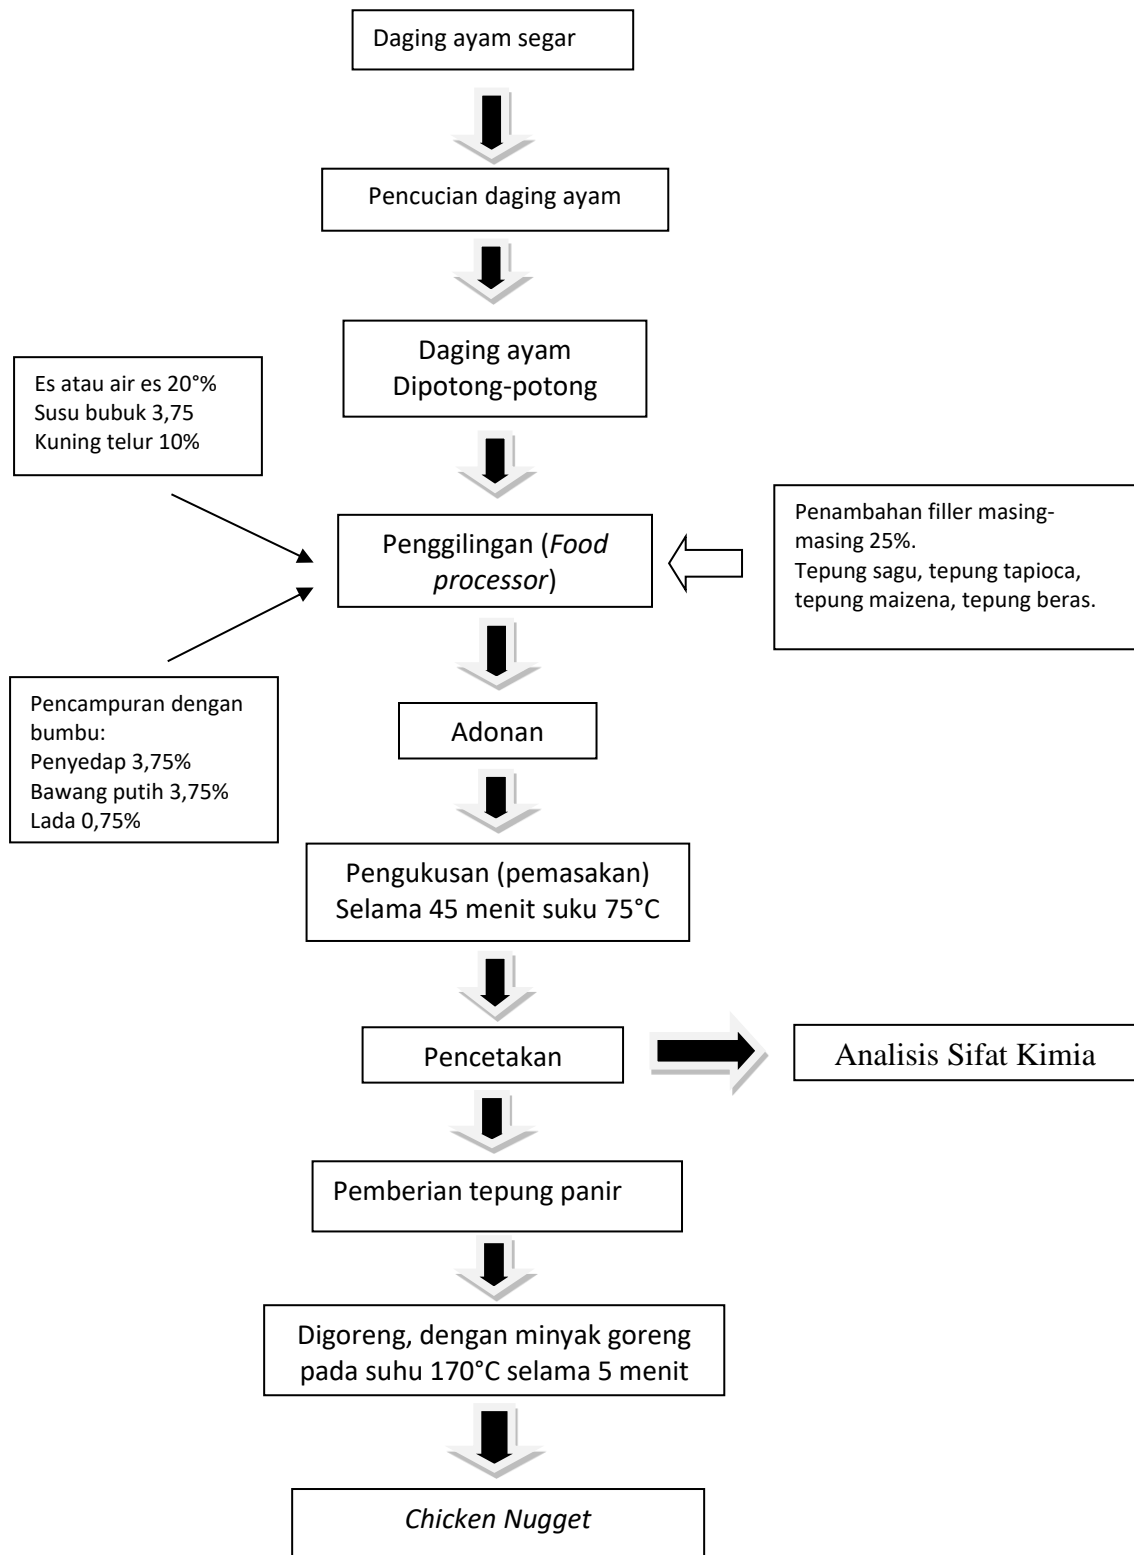 Daging ayam segar
Pencucian daging ayam
Daging ayam
Dipotong-potong
Es atau air es 20°%
Susu bubuk 3,75
Kuning telur 10%
Penggilingan (Food
processor)
Penambahan filler masing-
masing 25%.
Tepung sagu, tepung tapioca,
tepung maizena, tepung beras.
Pencampuran dengan
bumbu:
Penyedap 3,75%
Bawang putih 3,75%
Lada 0,75%
Adonan
Pengukusan (pemasakan)
Selama 45 menit suku 75°C
Pencetakan
Analisis Sifat Kimia
Pemberian tepung panir
Digoreng, dengan minyak goreng
pada suhu 170°C selama 5 menit
Chicken Nugget